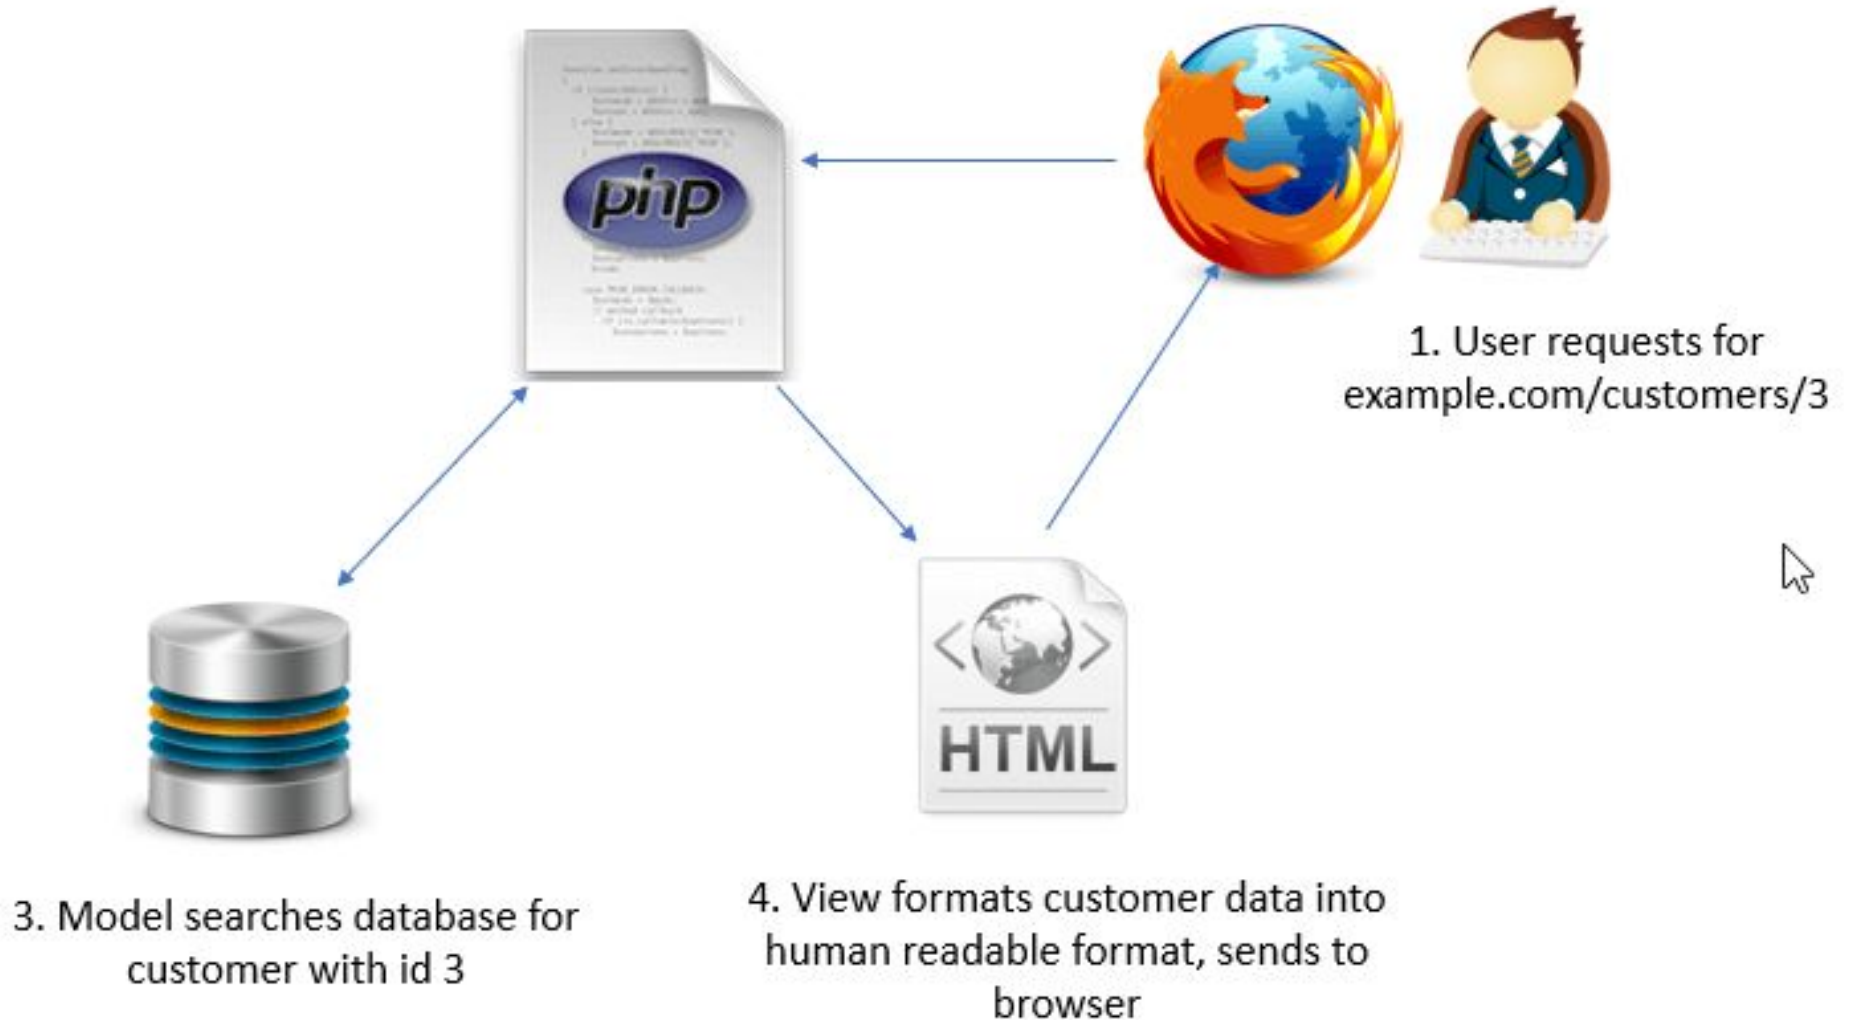 php
1. User requests for
example.com/customers/3
HTML
3. Model searches database for
customer with id 3
4. View formats customer data into
human readable format, sends to
browser